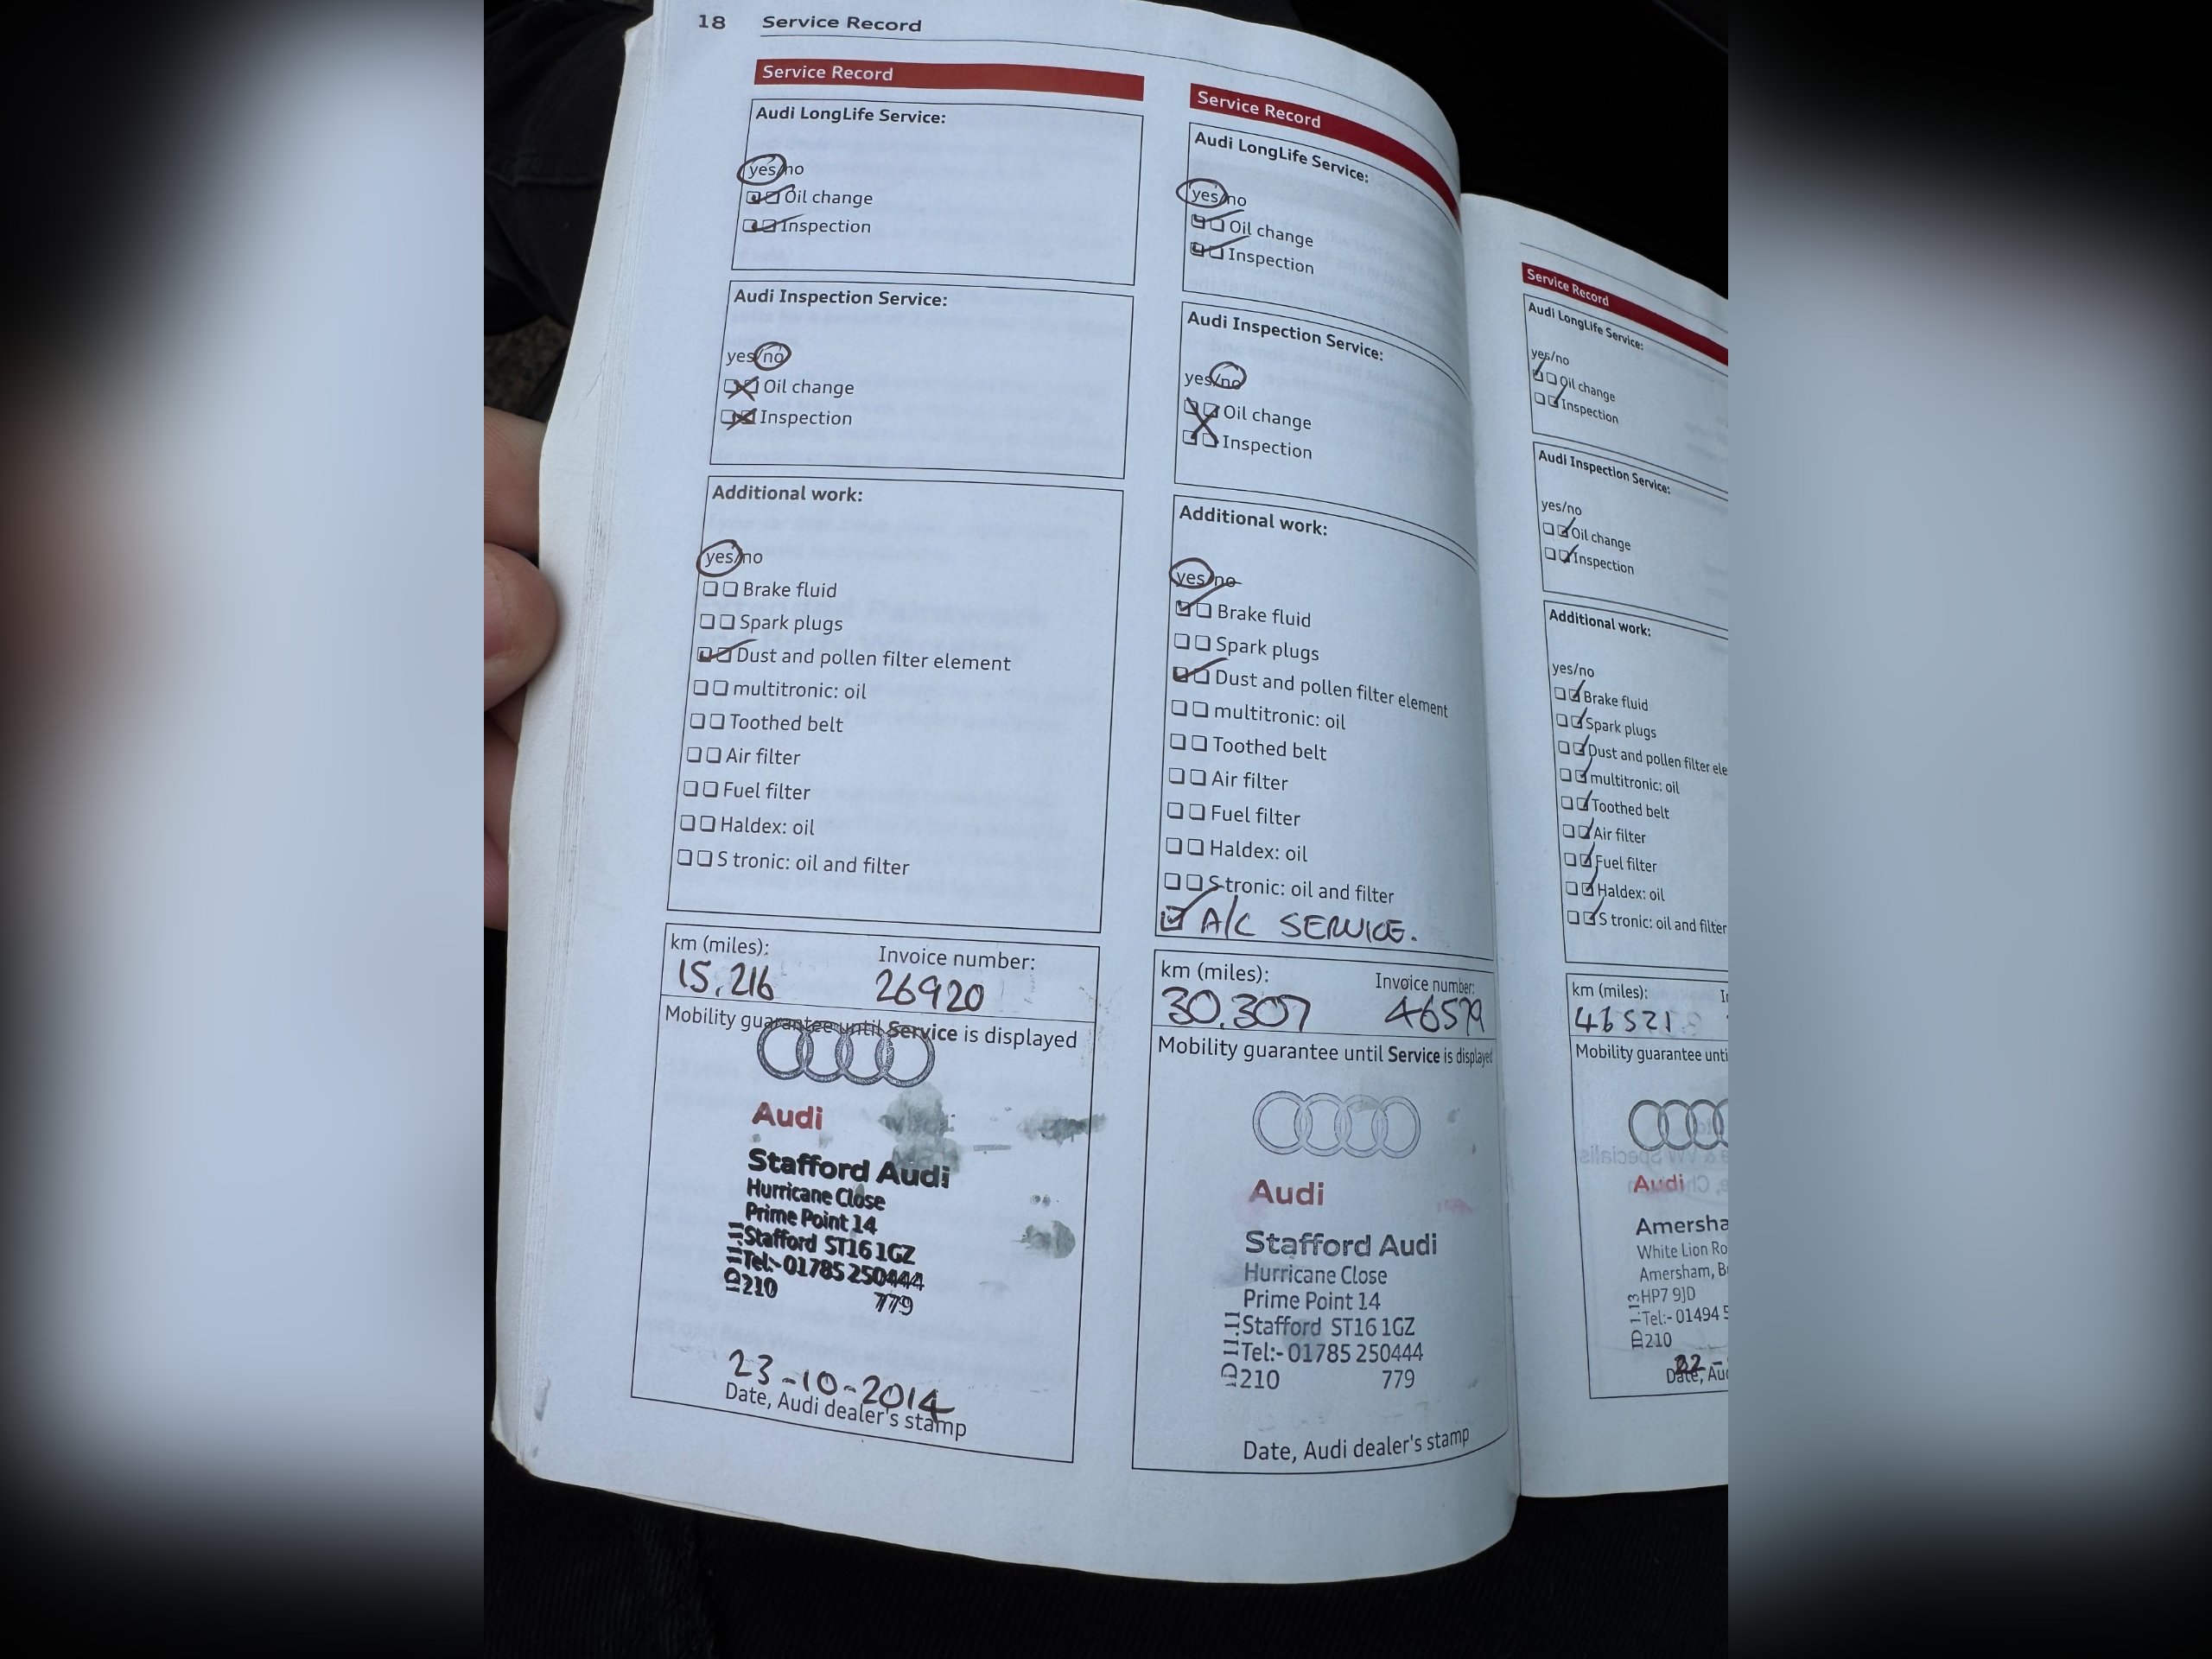 18 Service Record
Service Record
Audi LongLife Service:
yes/no
Oil change
Inspection
Audi Inspection Service:
yes/no
Oil change
Inspection
Additional work:
yes/no
Brake fluid
Spark plugs
Dust and pollen filter element
multitronic: oil
Toothed belt
Air filter
Fuel filter
Haldex: oil
S tronic: oil and filter
km (miles): Invoice number:
15.216 26920
Mobility guarantee until Service is displayed
Audi
Stafford Audi
Hurricane Close
Prime Point 14
Stafford ST16 1GZ
Tel:- 01785 250444
210 779
23-10-2014
Date, Audi dealer's stamp
Service Record
Audi LongLife Service:
yes/no
Oil change
Inspection
Audi Inspection Service:
yes/no
Oil change
Inspection
Additional work:
yes/no
Brake fluid
Spark plugs
Dust and pollen filter element
multitronic: oil
Toothed belt
Air filter
Fuel filter
Haldex: oil
S tronic: oil and filter
A/C SERVICE.
km (miles): Invoice number:
30.307 46579
Mobility guarantee until Service is displayed
Audi
Stafford Audi
Hurricane Close
Prime Point 14
Stafford ST16 1GZ
Tel:- 01785 250444
210 779
Date, Audi dealer's stamp
Service Record
Audi LongLife Service:
yes/no
Oil change
Inspection
Audi Inspection Service:
yes/no
Oil change
Inspection
Additional work:
yes/no
Brake fluid
Spark plugs
Dust and pollen filter ele
multitronic: oil
Toothed belt
Air filter
Fuel filter
Haldex: oil
S tronic: oil and filter
km (miles):
46521
Mobility guarantee unti
Audi
Amersha
White Lion Ro
Amersham, B
HP7 9JD
Tel:- 01494 5
210
22-
Date, Au